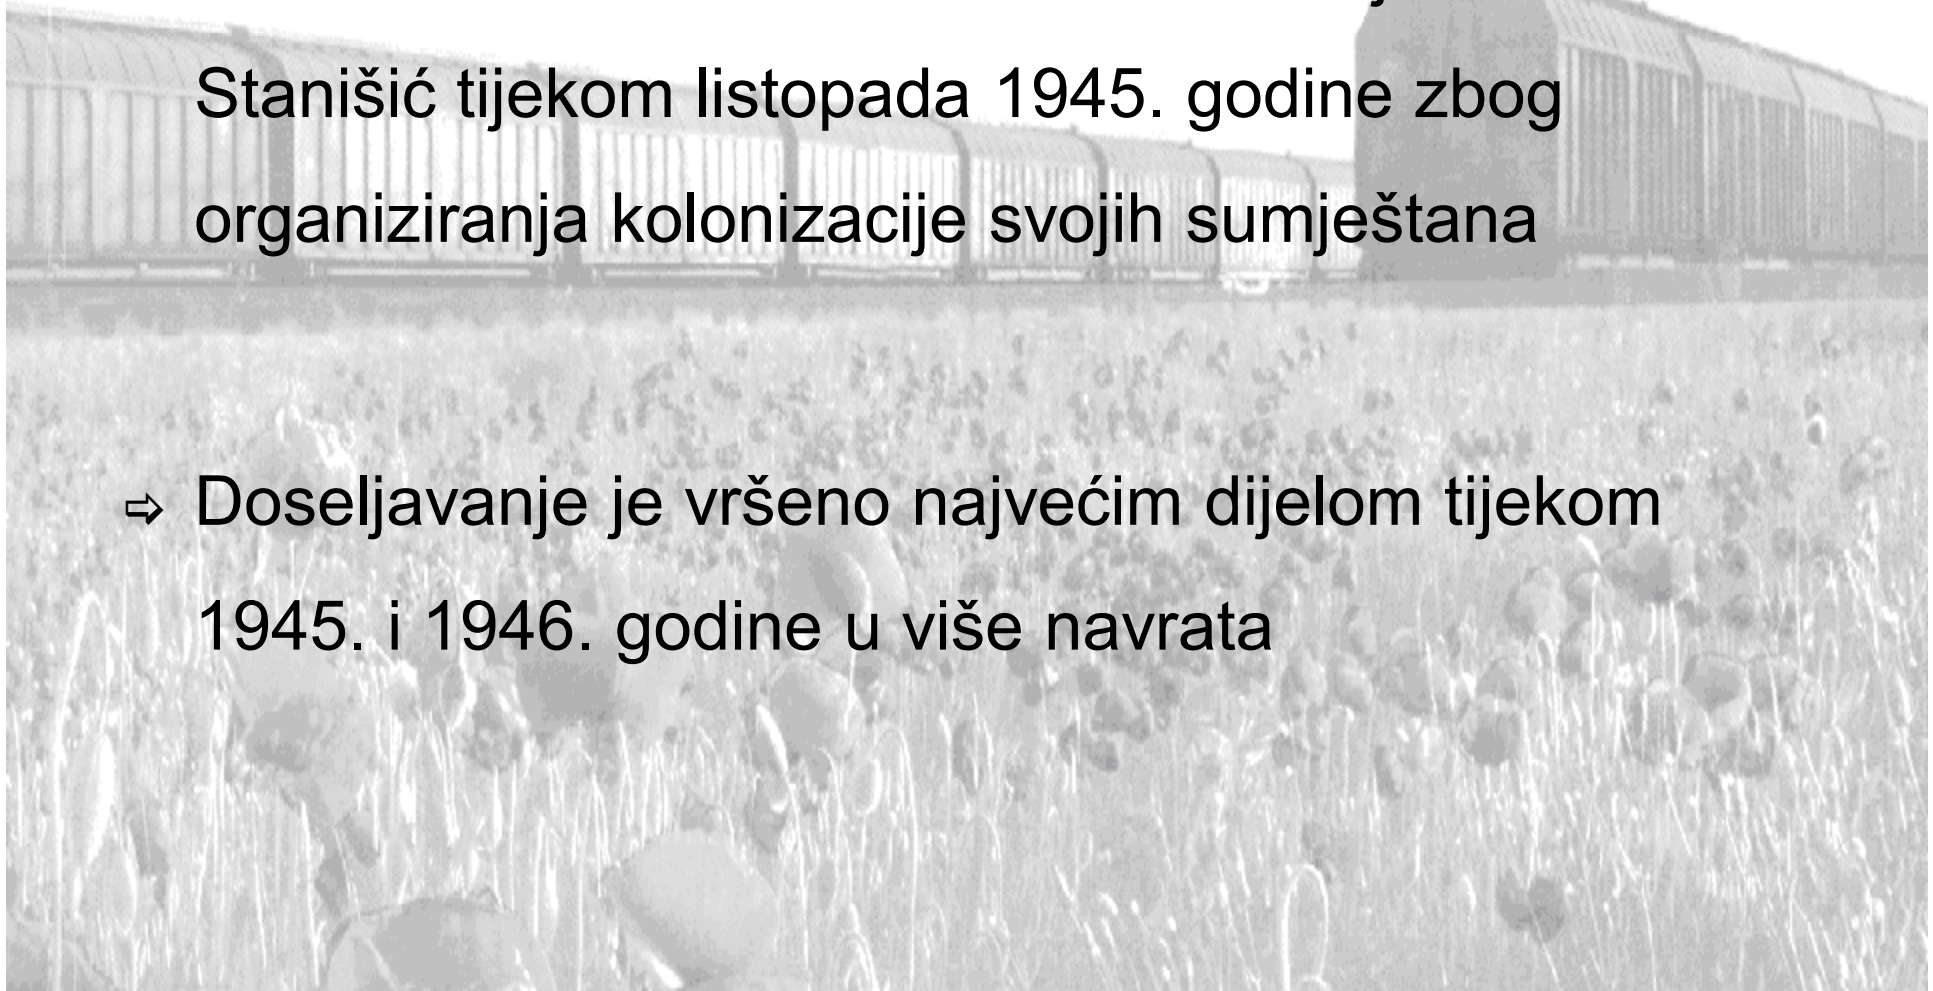 Stanišić tijekom listopada 1945. godine zbog
organiziranja kolonizacije svojih sumještana
⇨ Doseljavanje je vršeno najvećim dijelom tijekom
1945. i 1946. godine u više navrata